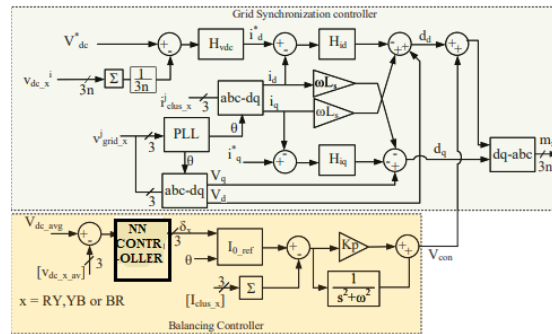 Grid Synchronization controller
V*dc
+
-
Hvdc
i*d
+
-
Hid
-
-
+
dd
+
+
vdc_x^i
3n
Σ
1/3n
id
ωLs
i^j clus_x
3
abc-dq
iq
ωLs
v^j grid_x
3
PLL
θ
i*q
+
-
Hiq
-
-
+
dq
dq-abc
m
3n
θ
3
abc-dq
Vq
Vd
Vdc_avg
+
-
[vdc_x_av]
3
NN
CONTR
OLLER
δx
3
θ
I0_ref
+
-
Kp
+
+
Vcon
[Iclus_x]
3
Σ
1/s²+ω²
x = RY,YB or BR
Balancing Controller